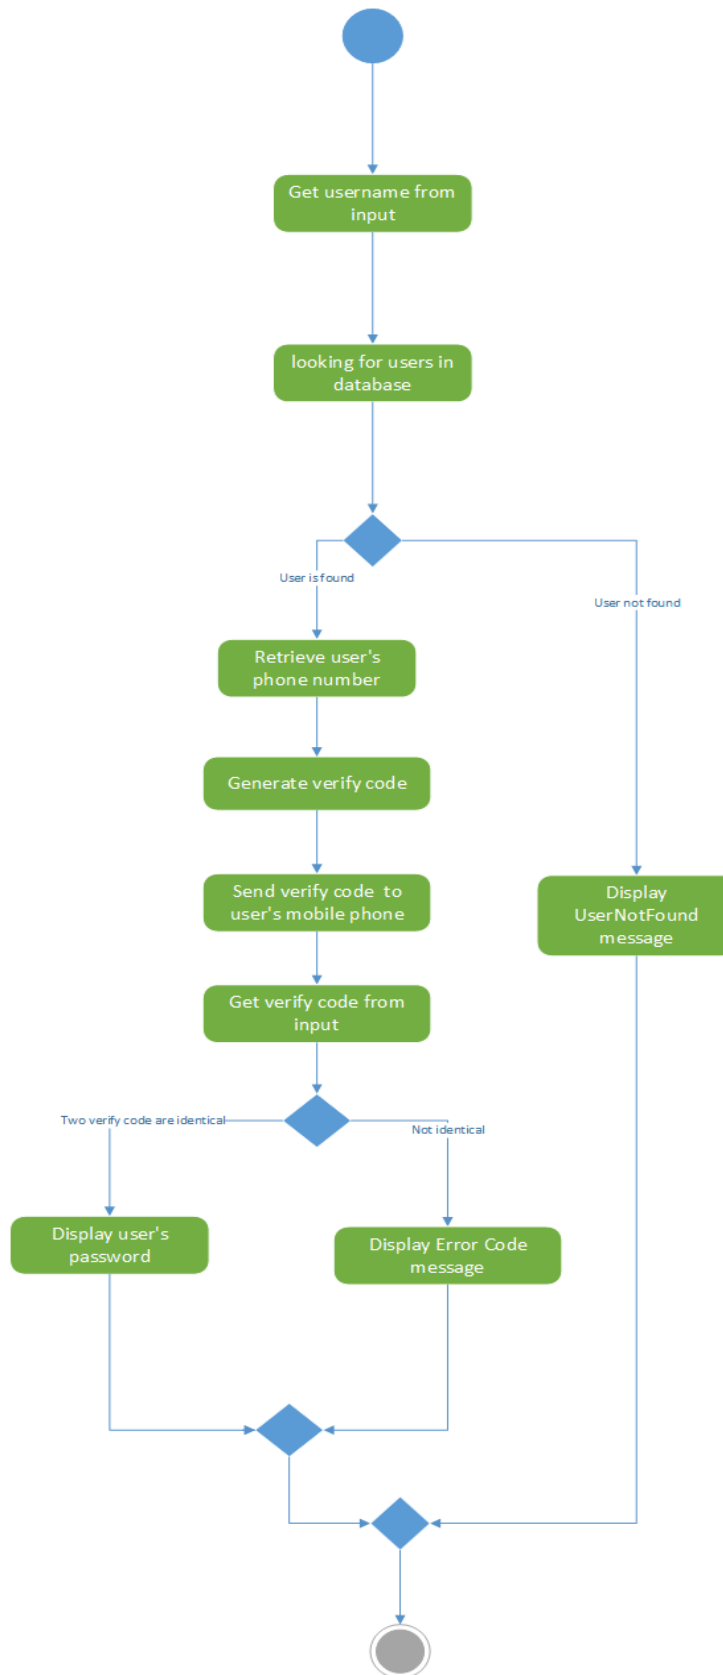 Get username from
input
looking for users in
database
User is found
User not found
Retrieve user's
phone number
Generate verify code
Send verify code  to
user's mobile phone
Display
UserNotFound
message
Get verify code from
input
Two verify code are identical
Not identical
Display user's
password
Display Error Code
message